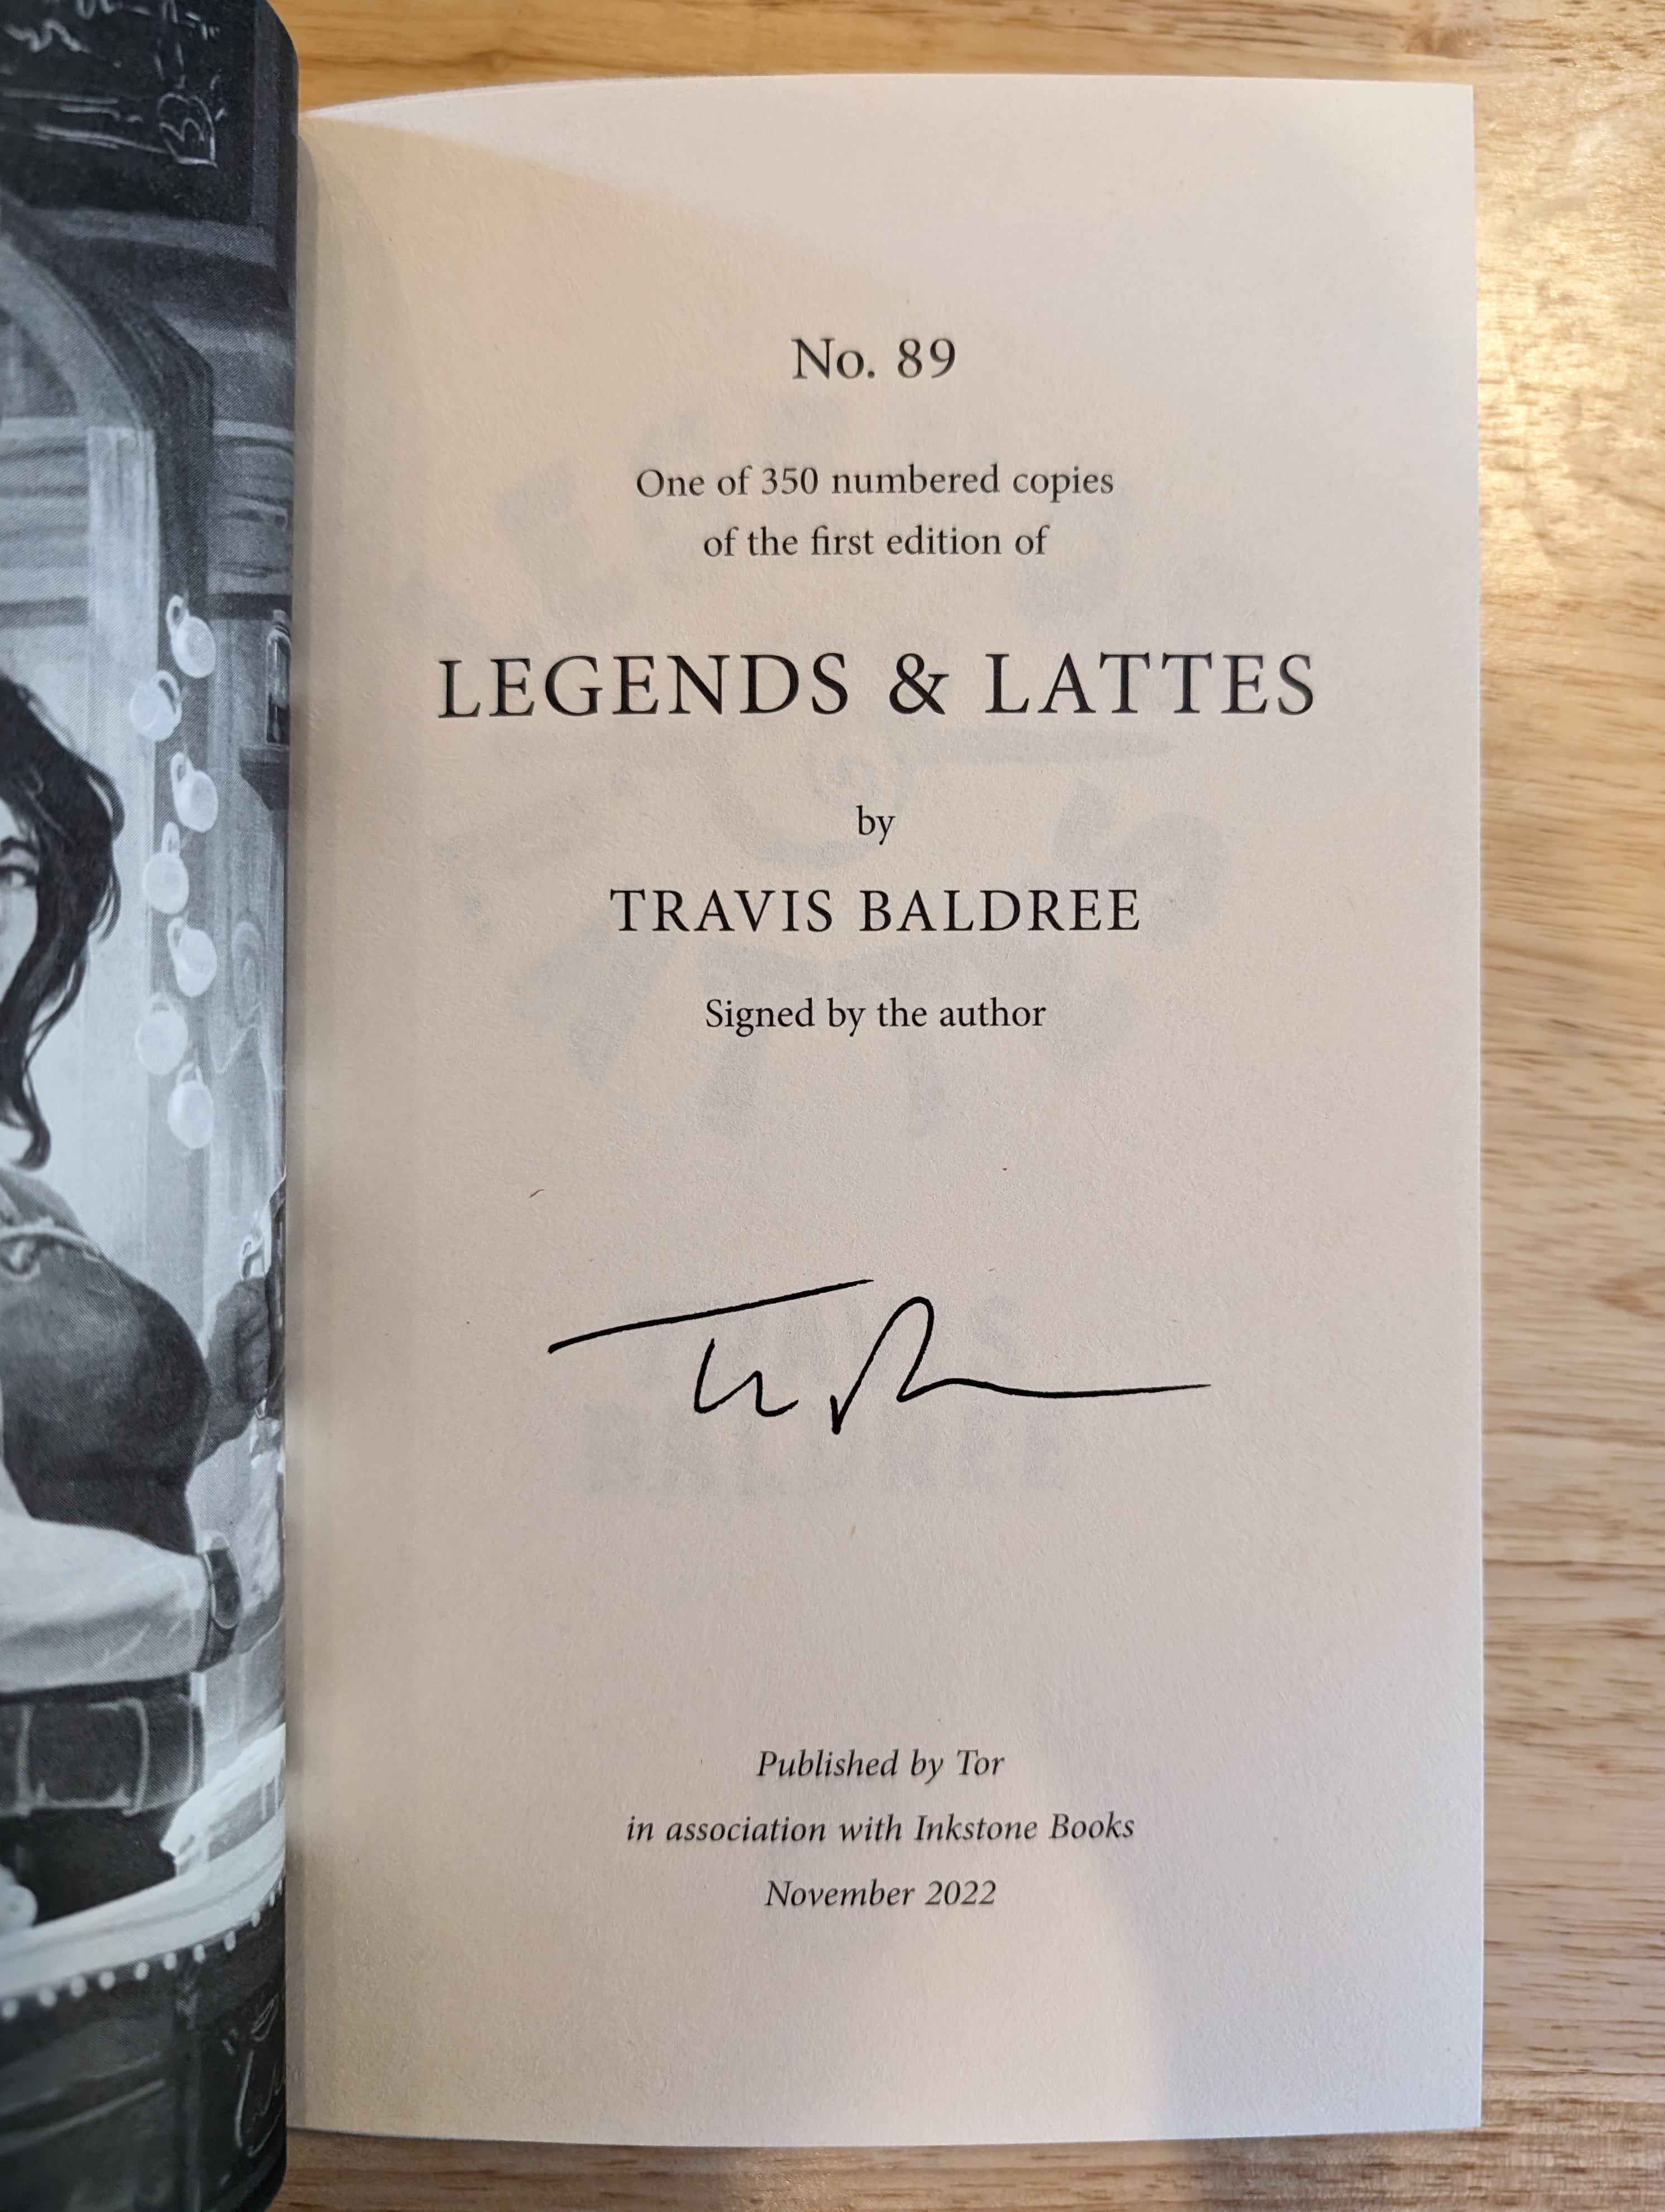 No. 89
One of 350 numbered copies
of the first edition of
LEGENDS & LATTES
by
TRAVIS BALDREE
Signed by the author
Published by Tor
in association with Inkstone Books
November 2022